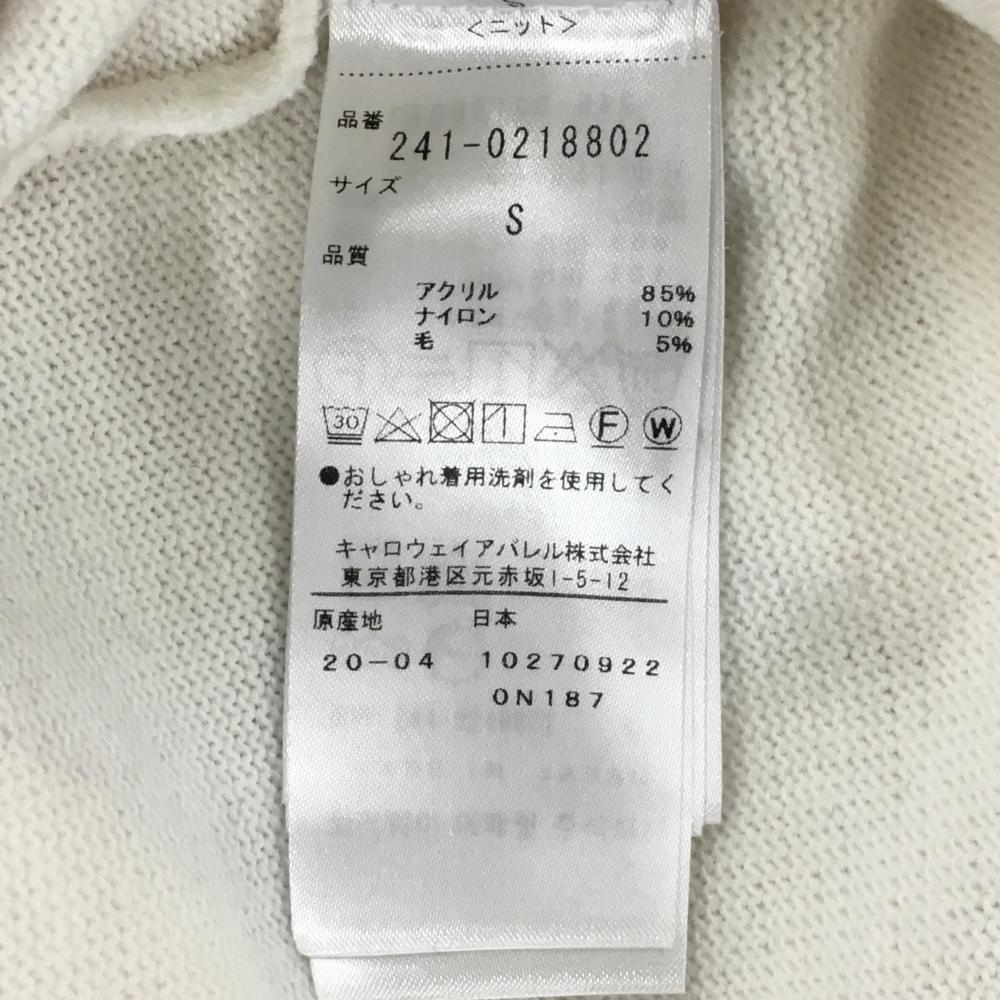 <ニット>
品番
241-0218802
サイズ
S
品質
アクリル 85%
ナイロン 10%
毛 5%
30 F W
●おしゃれ着用洗剤を使用してく
ださい。
キャロウェイアパレル株式会社
東京都港区元赤坂1-5-12
原産地 日本
20-04 10270922
0N187